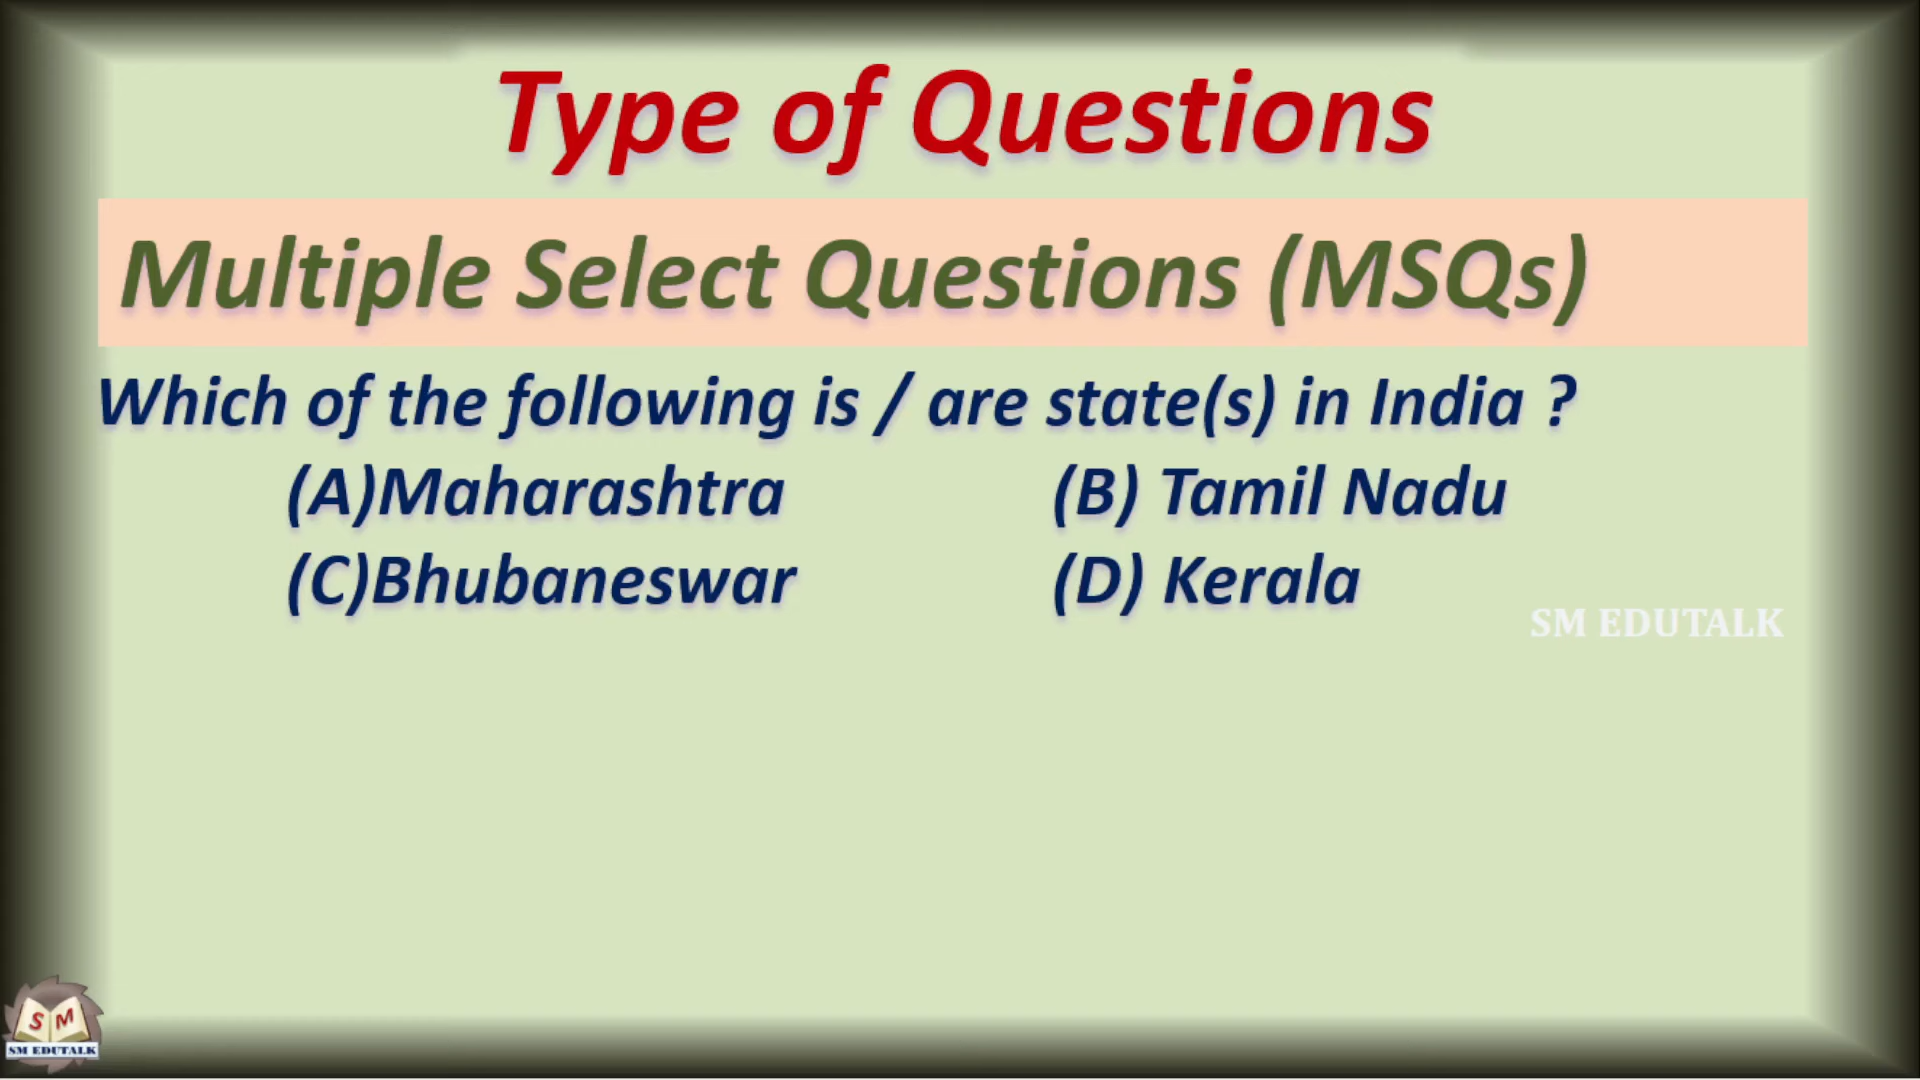 Type of Questions
Multiple Select Questions (MSQs)
Which of the following is / are state(s) in India ?
(A)Maharashtra (B) Tamil Nadu
(C)Bhubaneswar (D) Kerala
SM EDUTALK
S M
SM EDUTALK